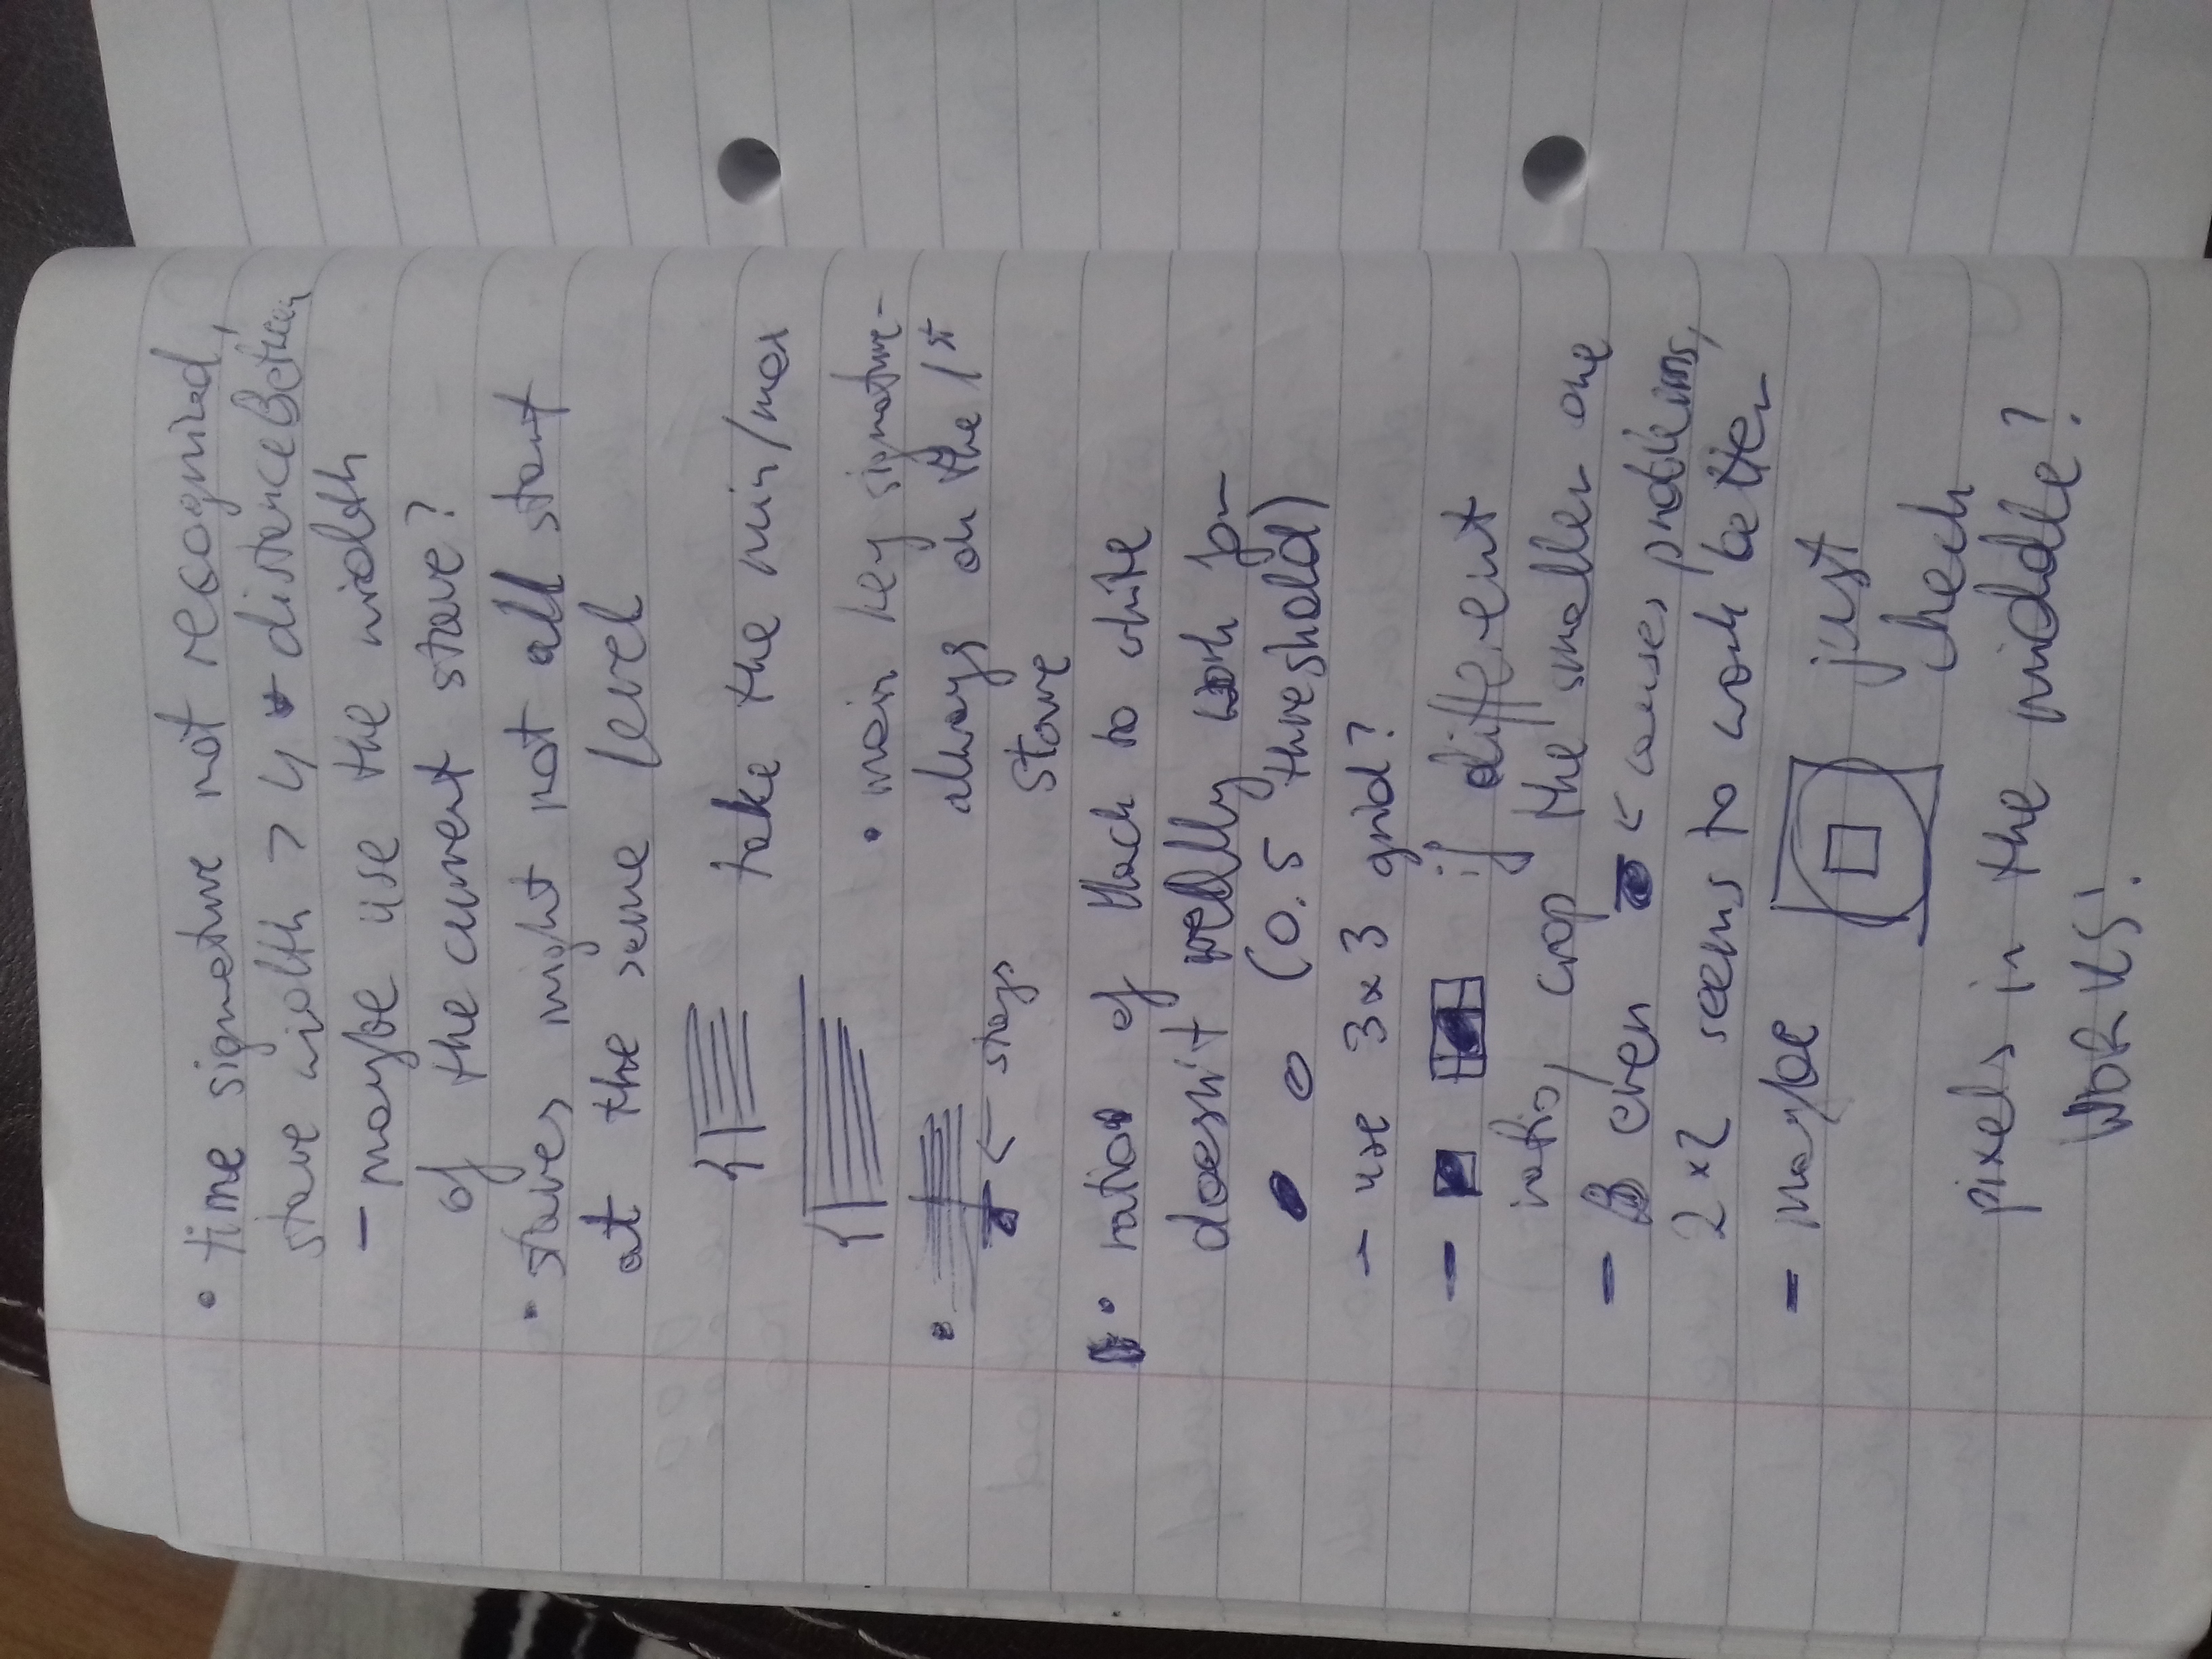 • time signature not recognized,
stave width > 4 * distanceBetween
- maybe use the width
of the current stave?
• staves might not all start
at the same level
take the min/max
• main key signature -
always on the 1st
stave
• ← stays
• ratio of black to white
doesn't really work for
(0.5 threshold)
- use 3x3 grid?
- if different
ratio, crop the smaller one
- even ← causes problems,
2x2 seems to work better
- maybe just
check
pixels in the middle?
WORKS!